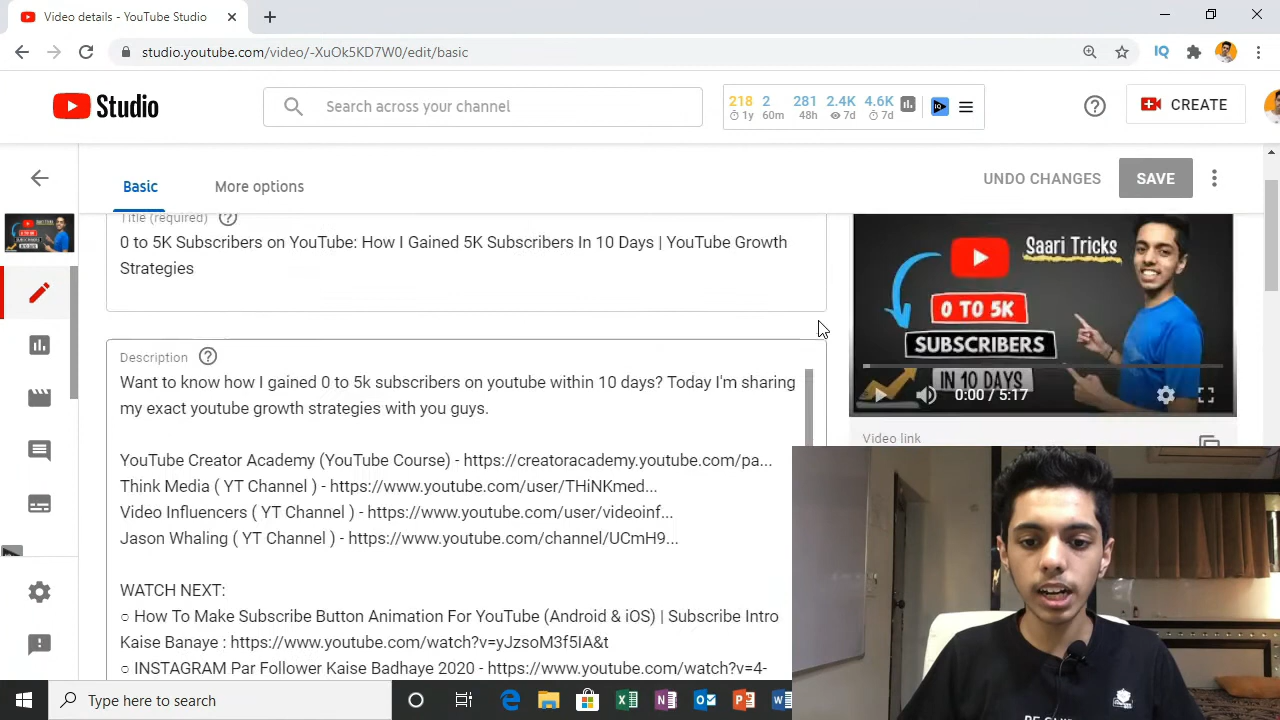 Video details - YouTube Studio
studio.youtube.com/video/-XuOk5KD7W0/edit/basic
IQ
Studio
Search across your channel
218 2 281 2.4K 4.6K
1y 60m 48h 7d 7d
CREATE
Basic
More options
UNDO CHANGES
SAVE
Title (required)
0 to 5K Subscribers on YouTube: How I Gained 5K Subscribers In 10 Days | YouTube Growth
Strategies
Saari Tricks
0 TO 5K
SUBSCRIBERS
IN 10 DAYS
0:00 / 5:17
Video link
Description
Want to know how I gained 0 to 5k subscribers on youtube within 10 days? Today I'm sharing
my exact youtube growth strategies with you guys.
YouTube Creator Academy (YouTube Course) - https://creatoracademy.youtube.com/pa...
Think Media ( YT Channel ) - https://www.youtube.com/user/THiNKmed...
Video Influencers ( YT Channel ) - https://www.youtube.com/user/videoinf...
Jason Whaling ( YT Channel ) - https://www.youtube.com/channel/UCmH9...
WATCH NEXT:
○ How To Make Subscribe Button Animation For YouTube (Android & iOS) | Subscribe Intro
Kaise Banaye : https://www.youtube.com/watch?v=yJzsoM3f5IA&t
○ INSTAGRAM Par Follower Kaise Badhaye 2020 - https://www.youtube.com/watch?v=4-
Type here to search